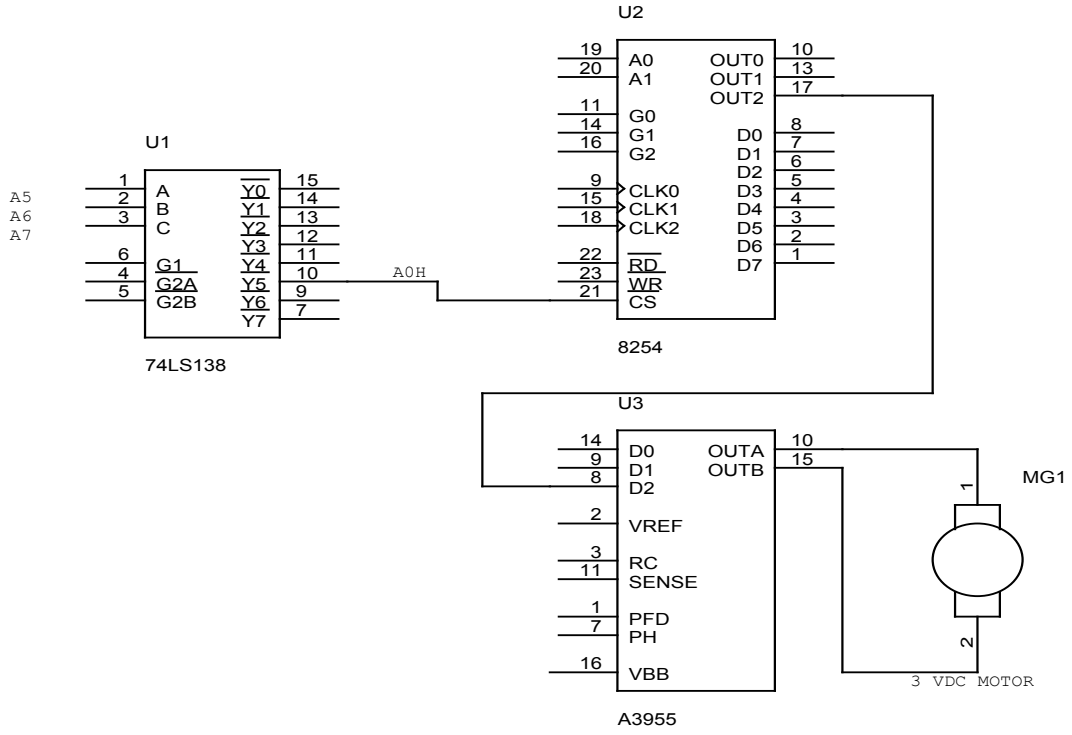 U2
19 A0 OUT0 10
20 A1 OUT1 13
OUT2 17
11 G0
14 G1 D0 8
16 G2 D1 7
D2 6
9 CLK0 D3 5
15 CLK1 D4 4
18 CLK2 D5 3
D6 2
22 RD D7 1
23 WR
21 CS
8254
U1
A5 1 A Y0 15
A6 2 B Y1 14
A7 3 C Y2 13
Y3 12
6 G1 Y4 11
4 G2A Y5 10 A0H
5 G2B Y6 9
Y7 7
74LS138
U3
14 D0 OUTA 10
9 D1 OUTB 15
8 D2
2 VREF
3 RC
11 SENSE
1 PFD
7 PH
16 VBB
A3955
MG1
1
2
3 VDC MOTOR